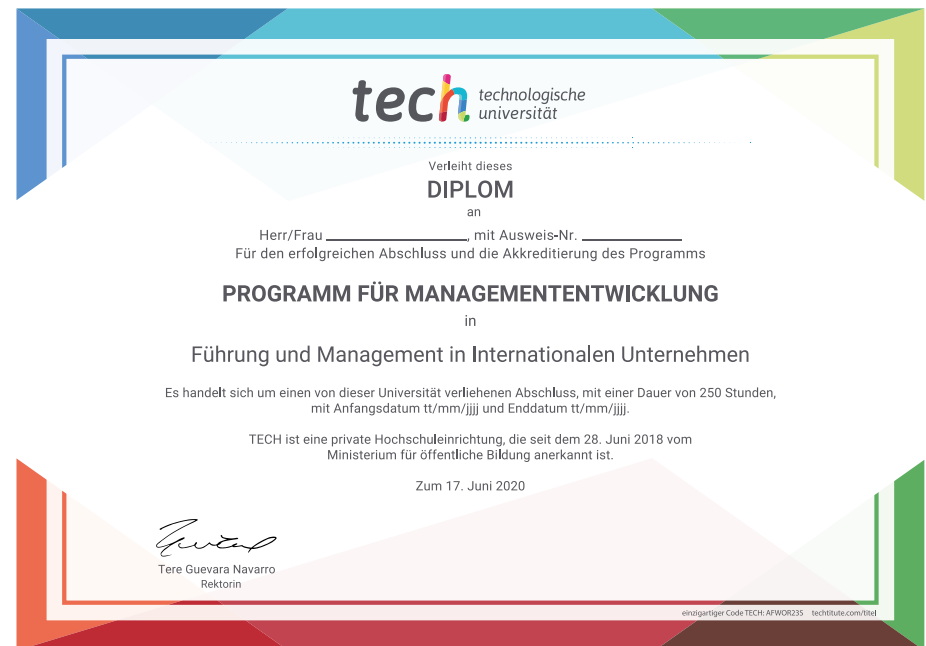 tech technologische
universität
Verleiht dieses
DIPLOM
an
Herr/Frau ____________________, mit Ausweis-Nr. ______________
Für den erfolgreichen Abschluss und die Akkreditierung des Programms
PROGRAMM FÜR MANAGEMENTENTWICKLUNG
in
Führung und Management in Internationalen Unternehmen
Es handelt sich um einen von dieser Universität verliehenen Abschluss, mit einer Dauer von 250 Stunden,
mit Anfangsdatum tt/mm/jjjj und Enddatum tt/mm/jjjj.
TECH ist eine private Hochschuleinrichtung, die seit dem 28. Juni 2018 vom
Ministerium für öffentliche Bildung anerkannt ist.
Zum 17. Juni 2020
Tere Guevara Navarro
Rektorin
einzigartiger Code TECH: AFWOR23S techtitute.com/titel